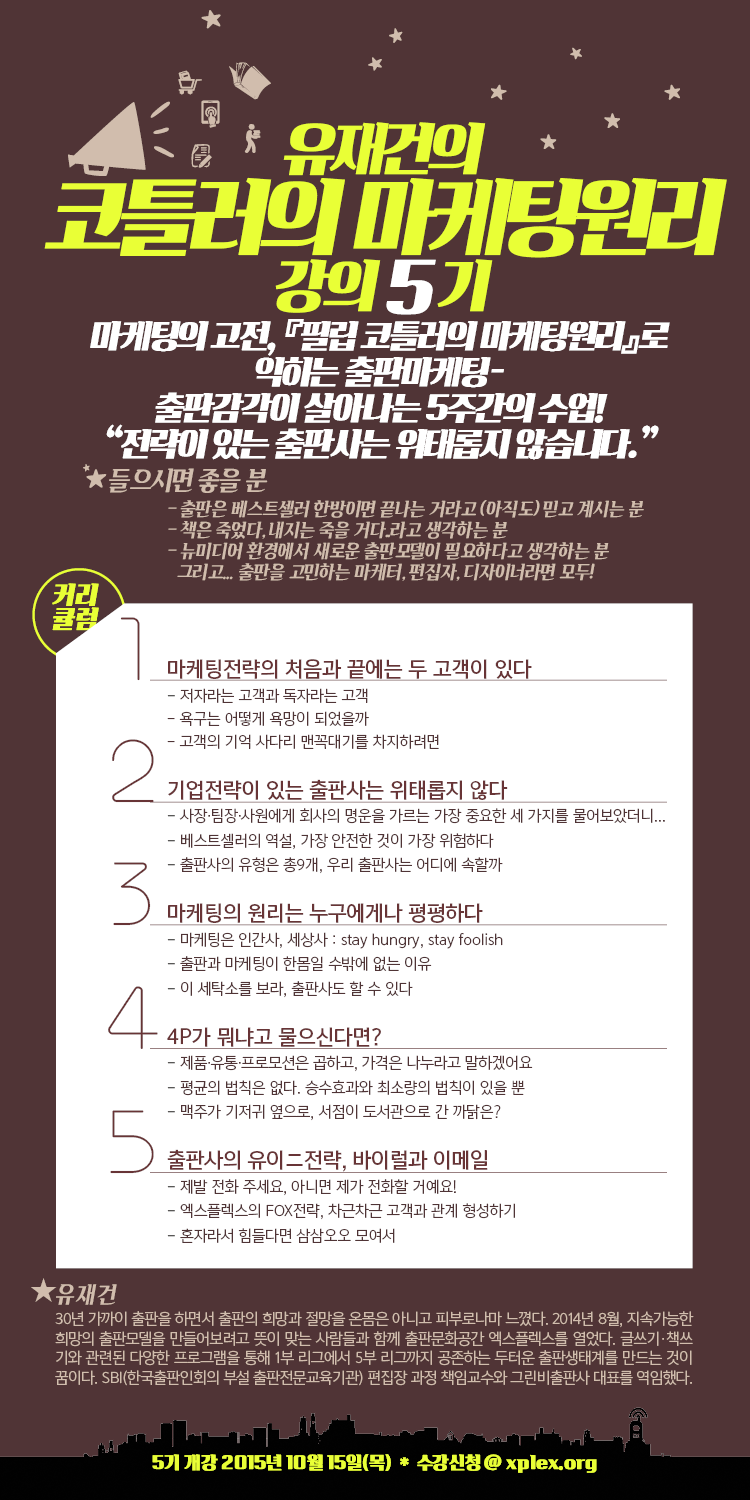 유재건의
코틀러의 마케팅원리
강의 5기
마케팅의 고전, 『필립 코틀러의 마케팅원리』로
익히는 출판마케팅-
출판감각이 살아나는 5주간의 수업!
“전략이 있는 출판사는 위태롭지 않습니다.”
들으시면 좋을 분
- 출판은 베스트셀러 한방이면 끝나는 거라고 (아직도) 믿고 계시는 분
- 책은 죽었다, 내지는 죽을 거다.라고 생각하는 분
- 뉴미디어 환경에서 새로운 출판모델이 필요하다고 생각하는 분
그리고... 출판을 고민하는 마케터, 편집자, 디자이너라면 모두!
커리
큘럼
1
마케팅전략의 처음과 끝에는 두 고객이 있다
- 저자라는 고객과 독자라는 고객
- 욕구는 어떻게 욕망이 되었을까
- 고객의 기억 사다리 맨꼭대기를 차지하려면
2
기업전략이 있는 출판사는 위태롭지 않다
- 사장·팀장·사원에게 회사의 명운을 가르는 가장 중요한 세 가지를 물어보았더니...
- 베스트셀러의 역설, 가장 안전한 것이 가장 위험하다
- 출판사의 유형은 총9개, 우리 출판사는 어디에 속할까
3
마케팅의 원리는 누구에게나 평평하다
- 마케팅은 인간사, 세상사 : stay hungry, stay foolish
- 출판과 마케팅이 한몸일 수밖에 없는 이유
- 이 세탁소를 보라, 출판사도 할 수 있다
4
4P가 뭐냐고 물으신다면?
- 제품·유통·프로모션은 곱하고, 가격은 나누라고 말하겠어요
- 평균의 법칙은 없다. 승수효과와 최소량의 법칙이 있을 뿐
- 맥주가 기저귀 옆으로, 서점이 도서관으로 간 까닭은?
5
출판사의 유이ㄷ전략, 바이럴과 이메일
- 제발 전화 주세요, 아니면 제가 전화할 거예요!
- 엑스플렉스의 FOX전략, 차근차근 고객과 관계 형성하기
- 혼자라서 힘들다면 삼삼오오 모여서
유재건
30년 가까이 출판을 하면서 출판의 희망과 절망을 온몸은 아니고 피부로나마 느꼈다. 2014년 8월, 지속가능한
희망의 출판모델을 만들어보려고 뜻이 맞는 사람들과 함께 출판문화공간 엑스플렉스를 열었다. 글쓰기·책쓰
기와 관련된 다양한 프로그램을 통해 1부 리그에서 5부 리그까지 공존하는 두터운 출판생태계를 만드는 것이
꿈이다. SBI(한국출판인회의 부설 출판전문교육기관) 편집장 과정 책임교수와 그린비출판사 대표를 역임했다.
5기 개강 2015년 10월 15일(목) * 수강신청 @ xplex.org